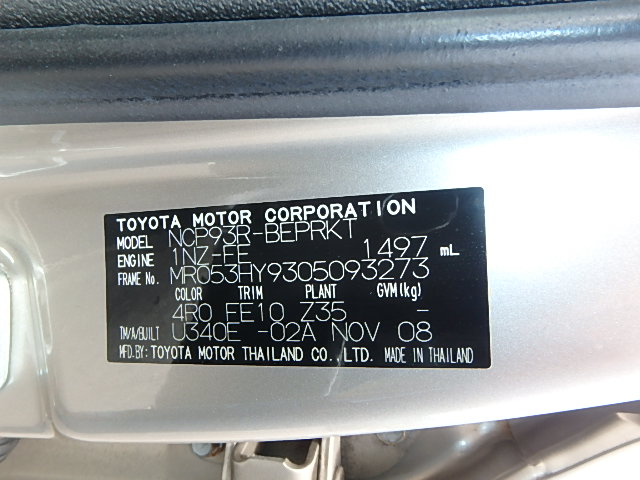 TOYOTA MOTOR CORPORATION
MODEL NCP93R-BEPRKT
ENGINE 1NZ-FE 1497 mL
FRAME No. MR053HY9305093273
COLOR TRIM PLANT GVM(kg)
4R0 FE10 Z35 -
TM/A/BUILT U340E -02A NOV 08
MFD.BY: TOYOTA MOTOR THAILAND CO.,LTD. MADE IN THAILAND